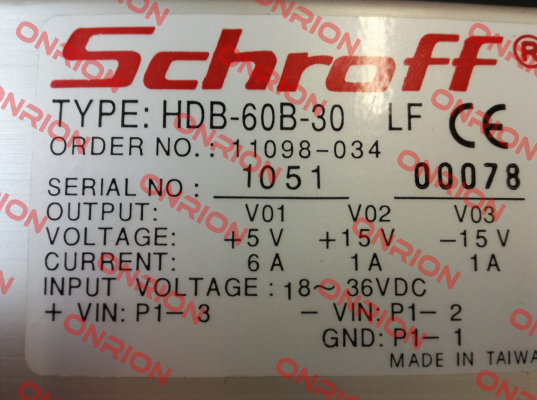 Schroff®
TYPE: HDB-60B-30 LF CE
ORDER NO.: 11098-034
SERIAL NO: 1051 00078
OUTPUT: V01 V02 V03
VOLTAGE: +5 V +15 V -15 V
CURRENT: 6 A 1 A 1 A
INPUT VOLTAGE: 18~36VDC
+ VIN: P1- 3 - VIN: P1- 2
GND: P1- 1
MADE IN TAIWA
ONRION